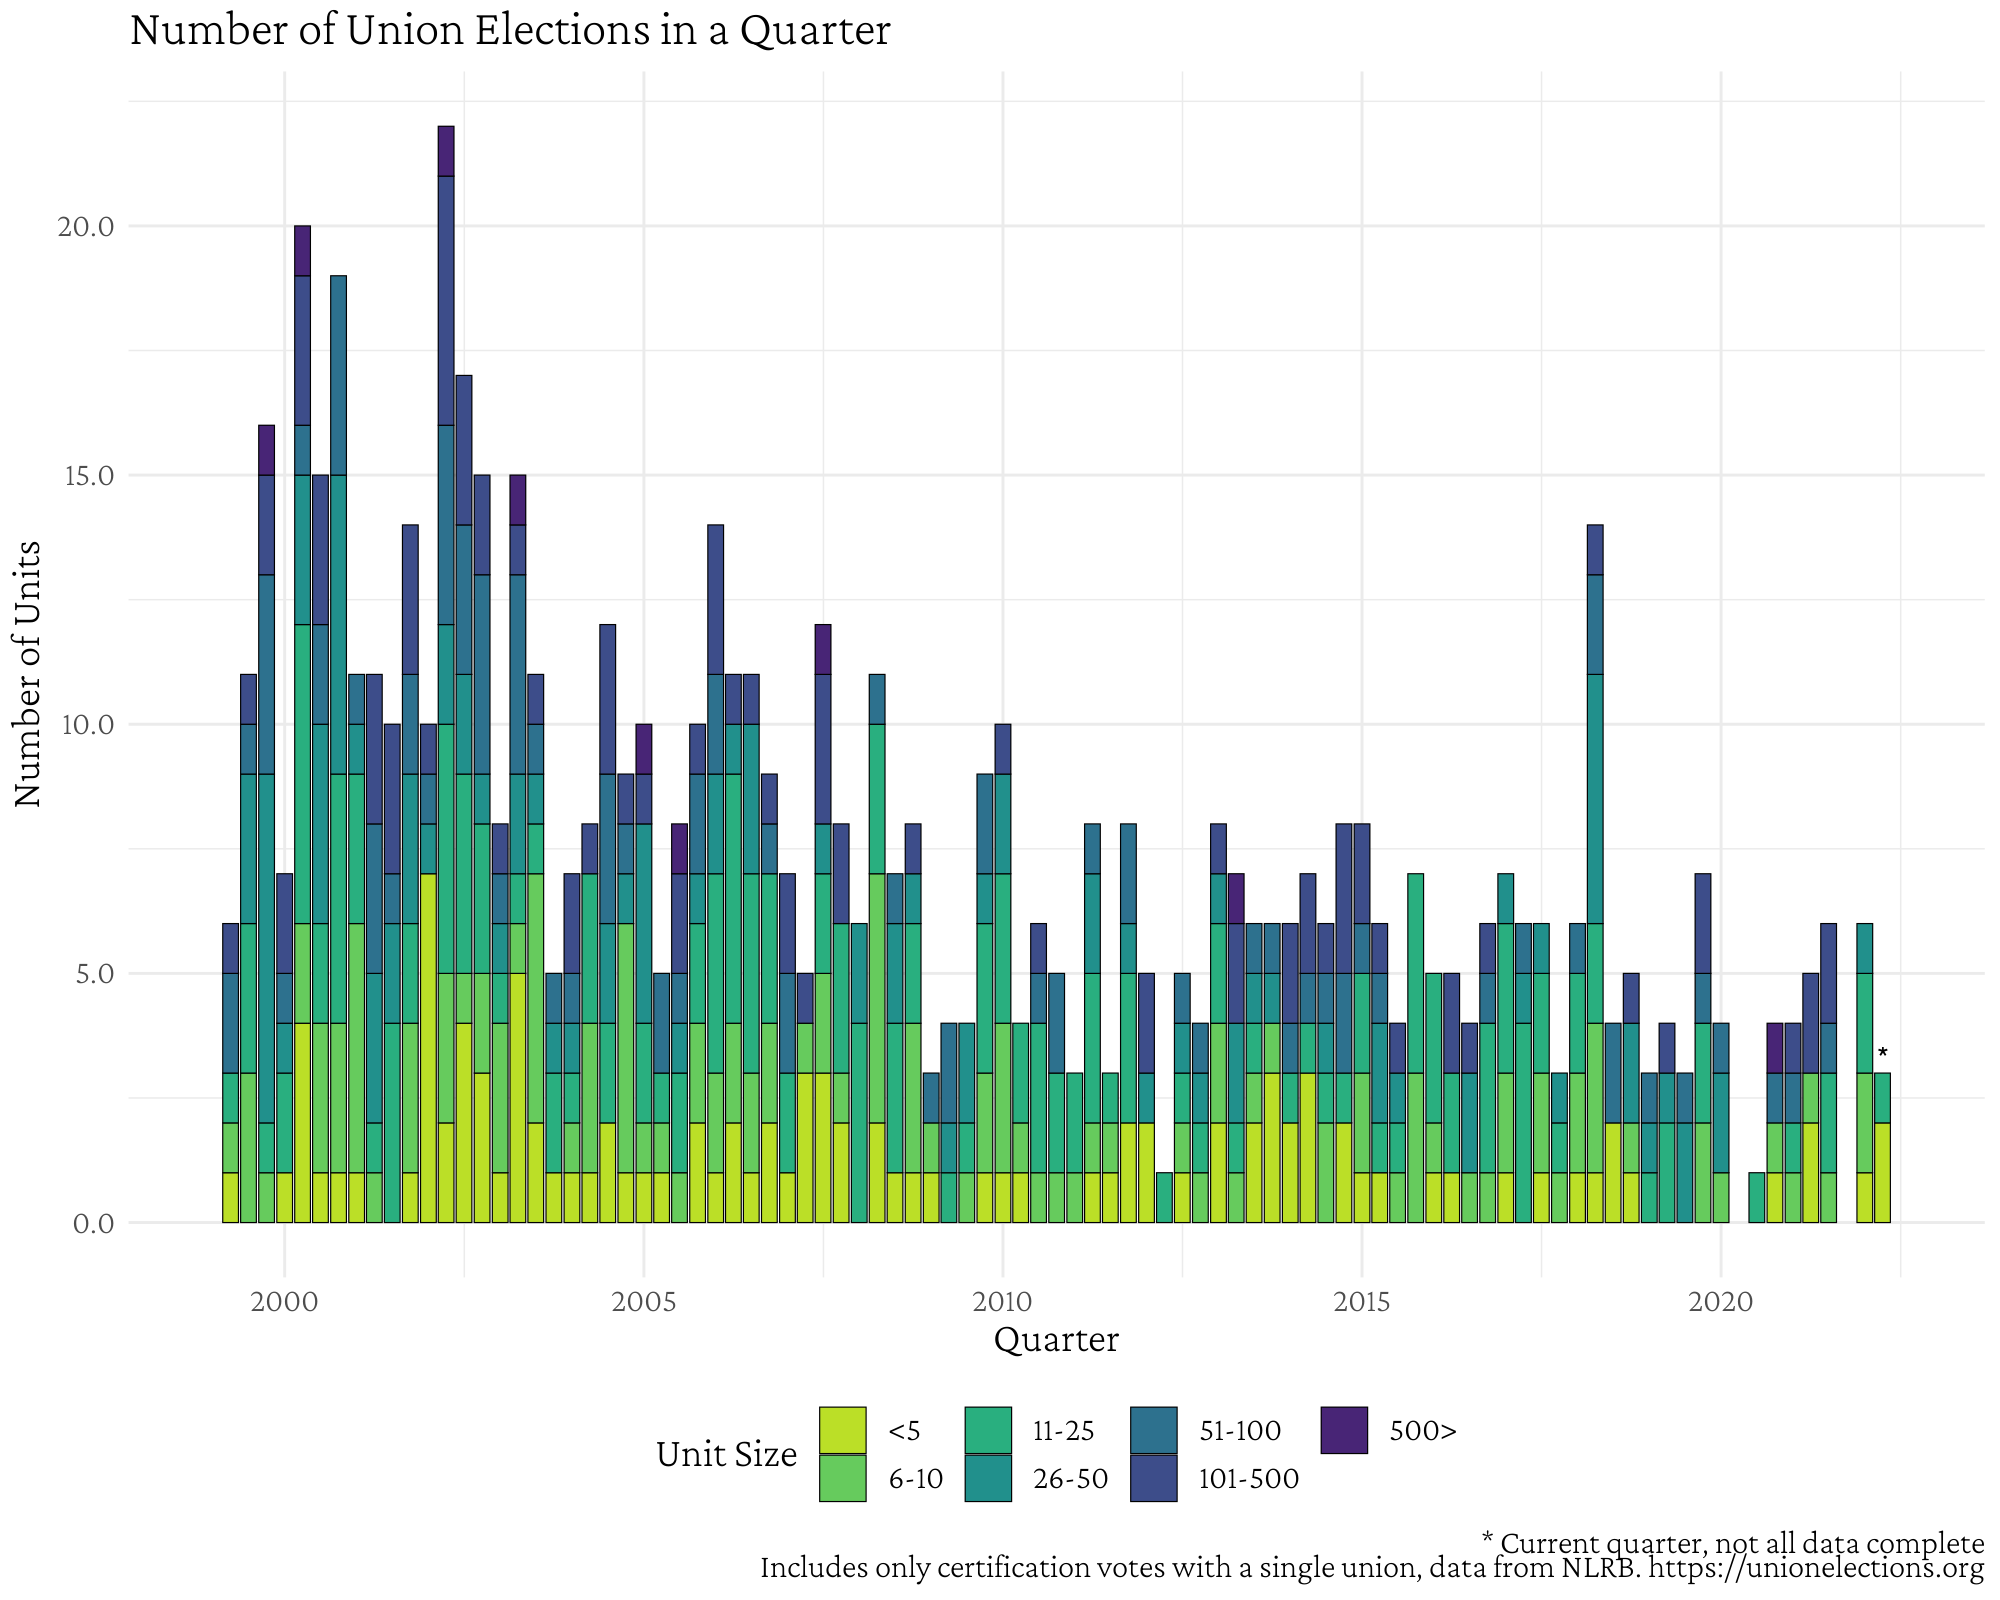 Number of Union Elections in a Quarter
Number of Units
20.0
15.0
10.0
5.0
0.0
*
2000 2005 2010 2015 2020
Quarter
Unit Size
<5 11-25 51-100 500>
6-10 26-50 101-500
* Current quarter, not all data complete
Includes only certification votes with a single union, data from NLRB. https://unionelections.org